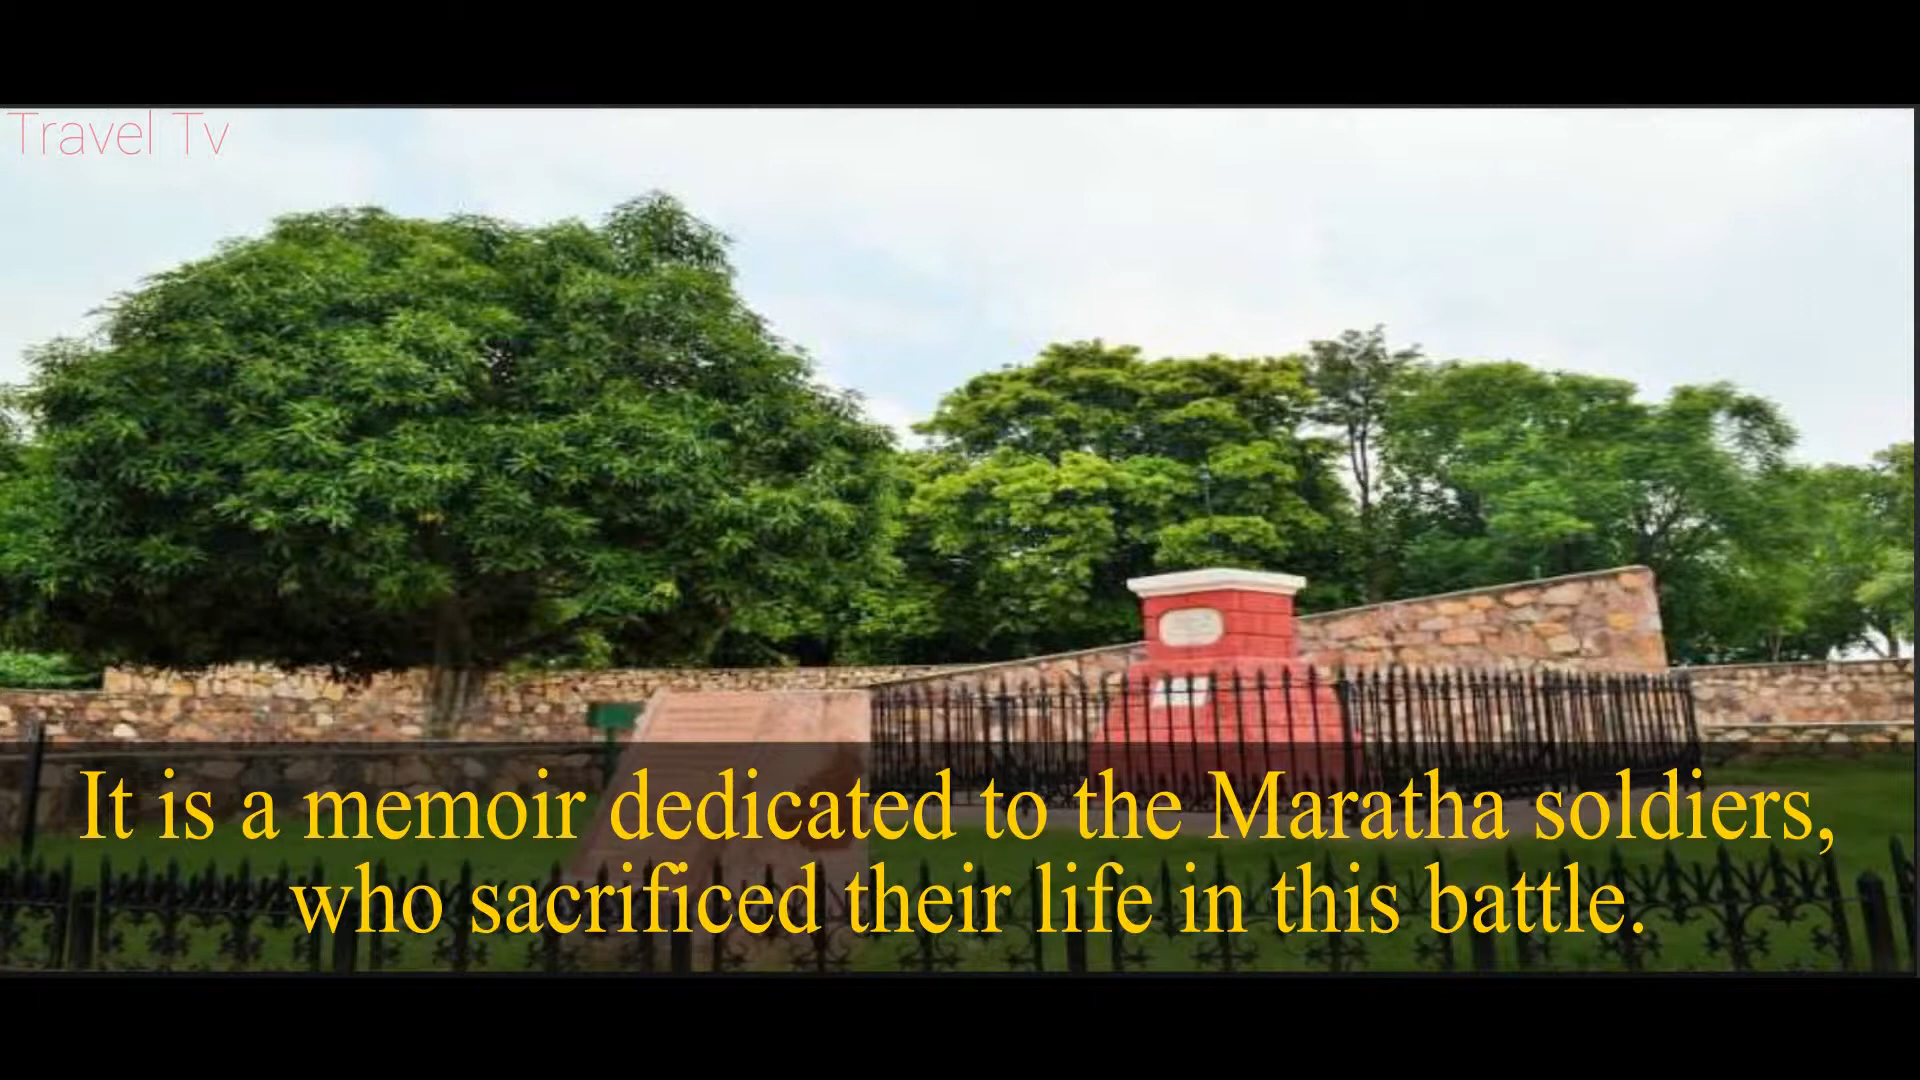 Travel Tv
It is a memoir dedicated to the Maratha soldiers,
who sacrificed their life in this battle.